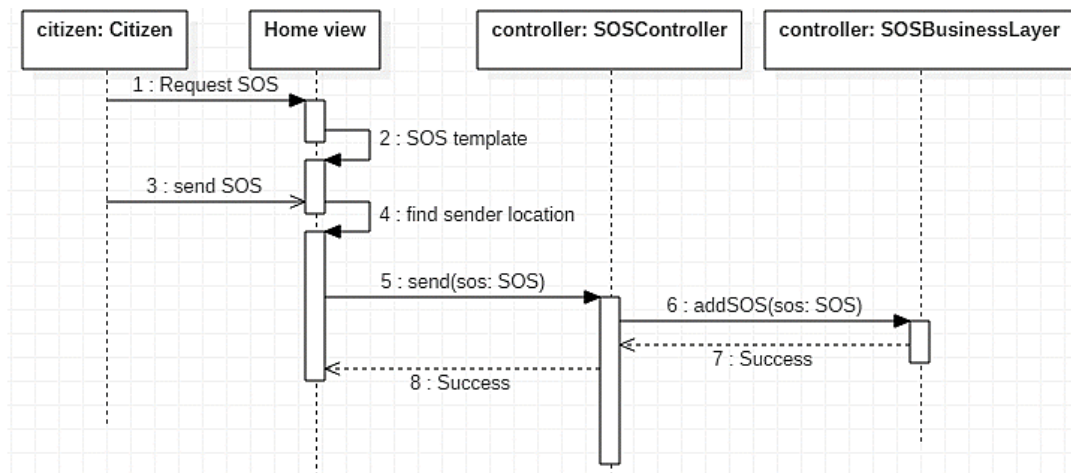 citizen: Citizen
Home view
controller: SOSController
controller: SOSBusinessLayer
1 : Request SOS
2 : SOS template
3 : send SOS
4 : find sender location
5 : send(sos: SOS)
6 : addSOS(sos: SOS)
7 : Success
8 : Success